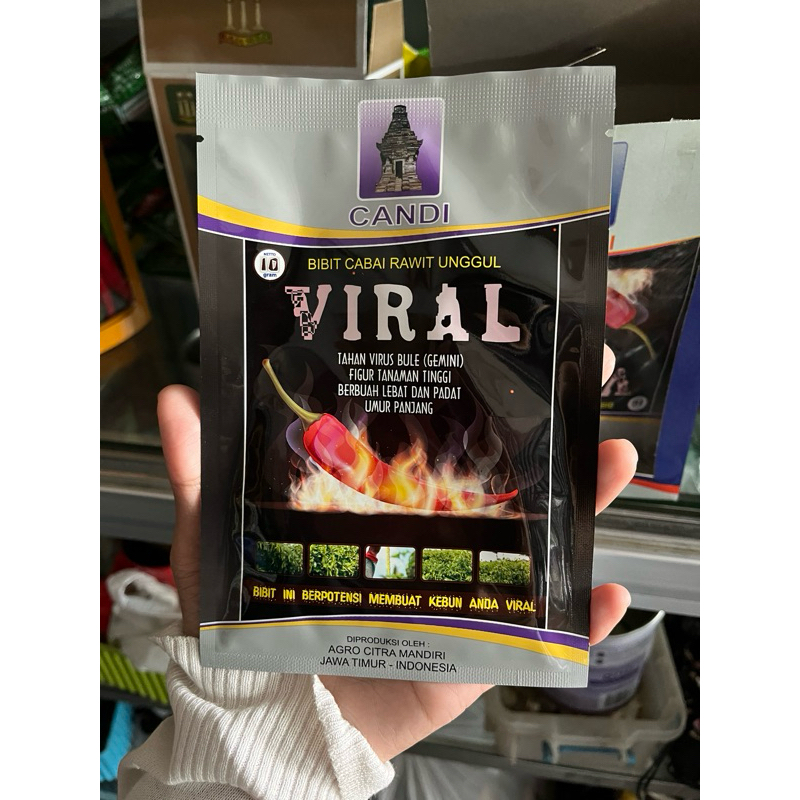 CANDI
NETTO
10
gram
BIBIT CABAI RAWIT UNGGUL
VIRAL
TAHAN VIRUS BULE (GEMINI)
FIGUR TANAMAN TINGGI
BERBUAH LEBAT DAN PADAT
UMUR PANJANG
BIBIT INI BERPOTENSI MEMBUAT KEBUN ANDA VIRAL
DIPRODUKSI OLEH :
AGRO CITRA MANDIRI
JAWA TIMUR - INDONESIA